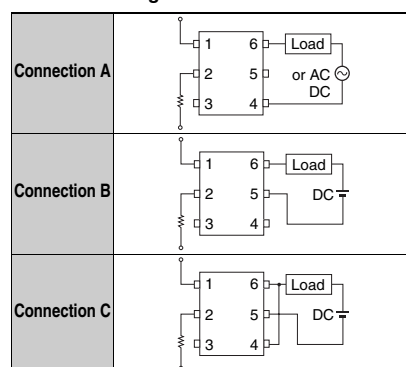 Connection A
1 6 Load
2 5 or AC
DC
3 4
Connection B
1 6 Load
2 5 DC
3 4
Connection C
1 6 Load
2 5 DC
3 4